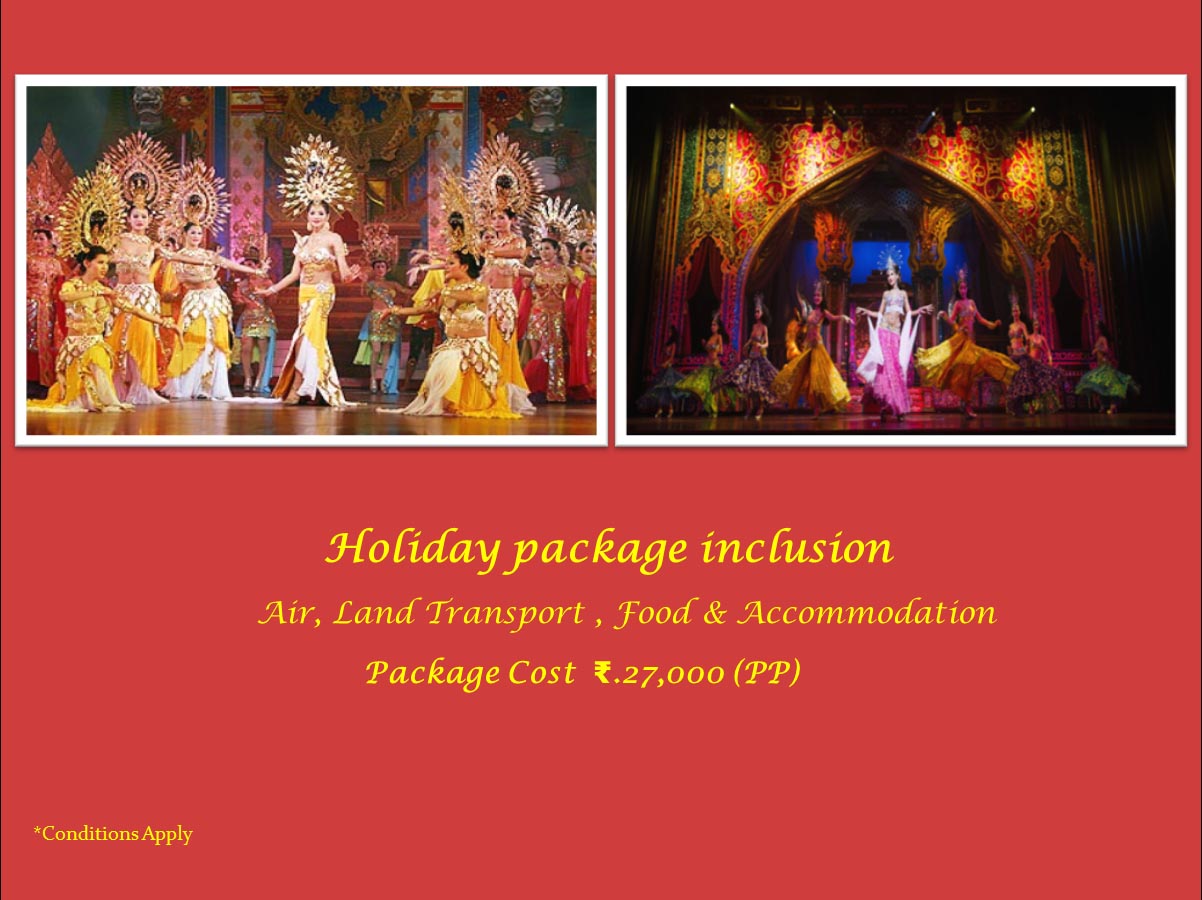 Holiday package inclusion
Air, Land Transport , Food & Accommodation
Package Cost ₹.27,000 (PP)
*Conditions Apply